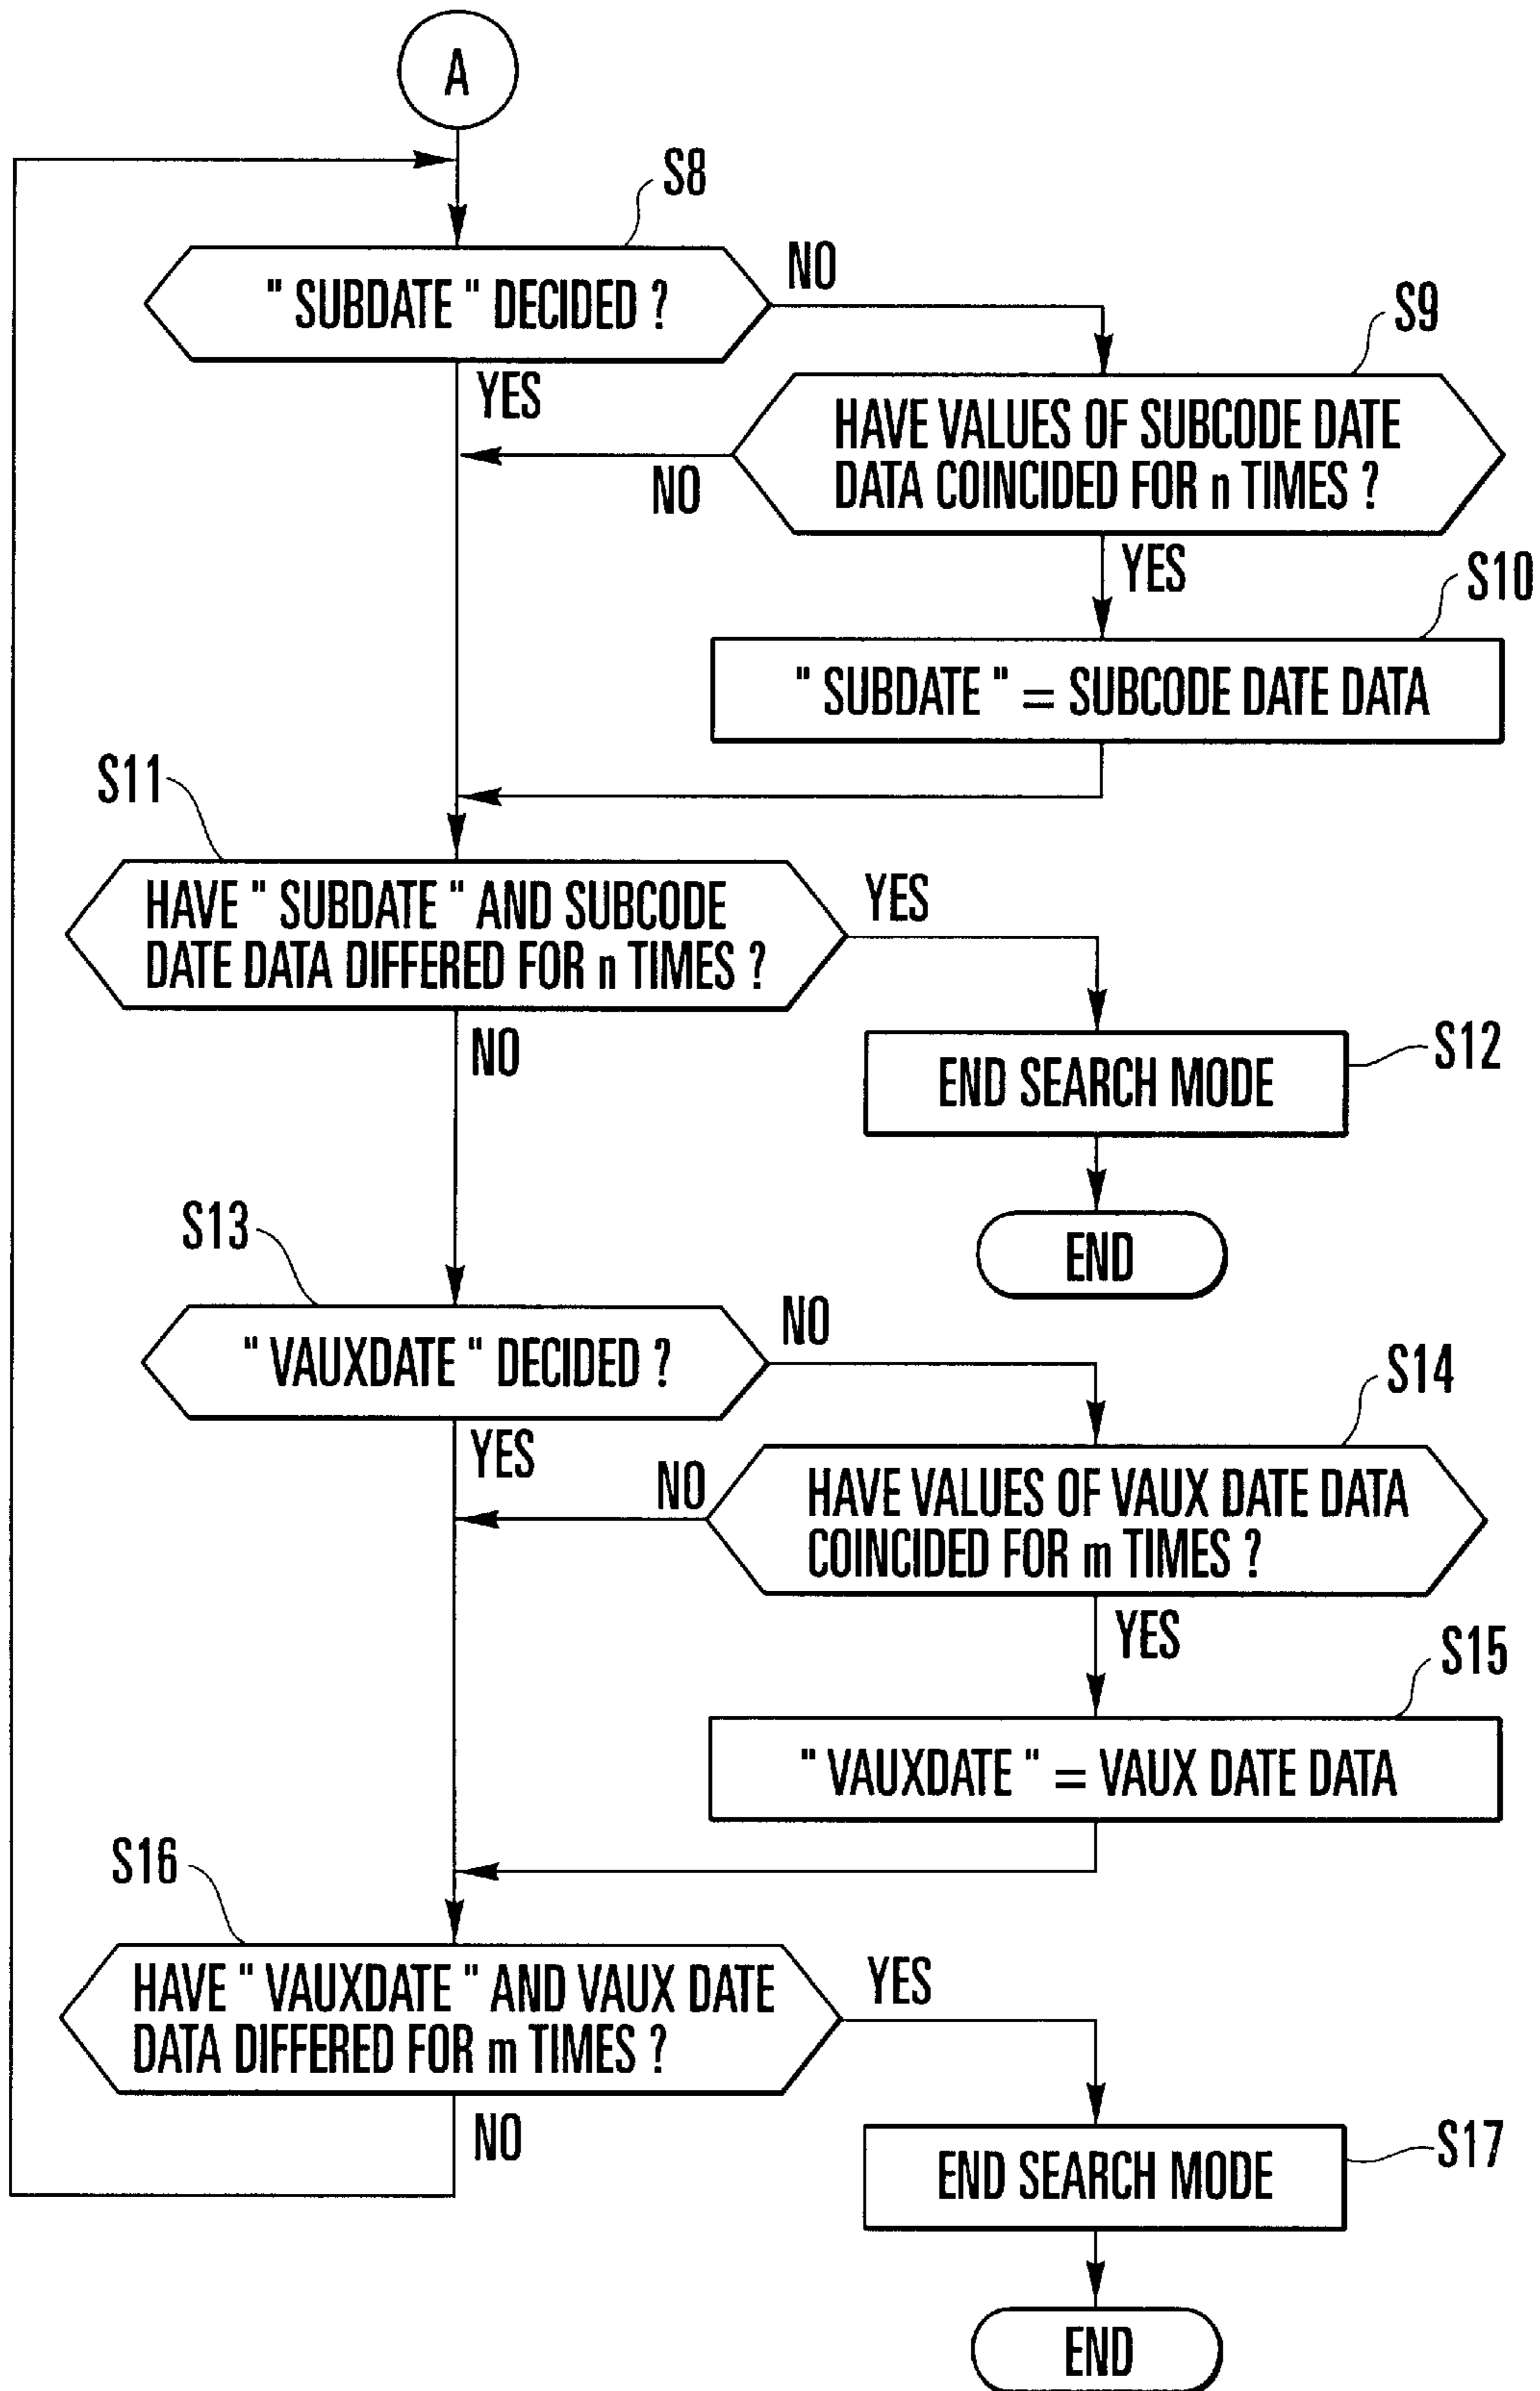 A
S8
" SUBDATE " DECIDED ?
NO
S9
YES
HAVE VALUES OF SUBCODE DATE
DATA COINCIDED FOR n TIMES ?
NO
YES
S10
" SUBDATE " = SUBCODE DATE DATA
S11
HAVE " SUBDATE " AND SUBCODE
DATE DATA DIFFERED FOR n TIMES ?
YES
NO
S12
END SEARCH MODE
END
S13
" VAUXDATE " DECIDED ?
NO
S14
YES
NO
HAVE VALUES OF VAUX DATE DATA
COINCIDED FOR m TIMES ?
YES
S15
" VAUXDATE " = VAUX DATE DATA
S16
HAVE " VAUXDATE " AND VAUX DATE
DATA DIFFERED FOR m TIMES ?
YES
NO
S17
END SEARCH MODE
END